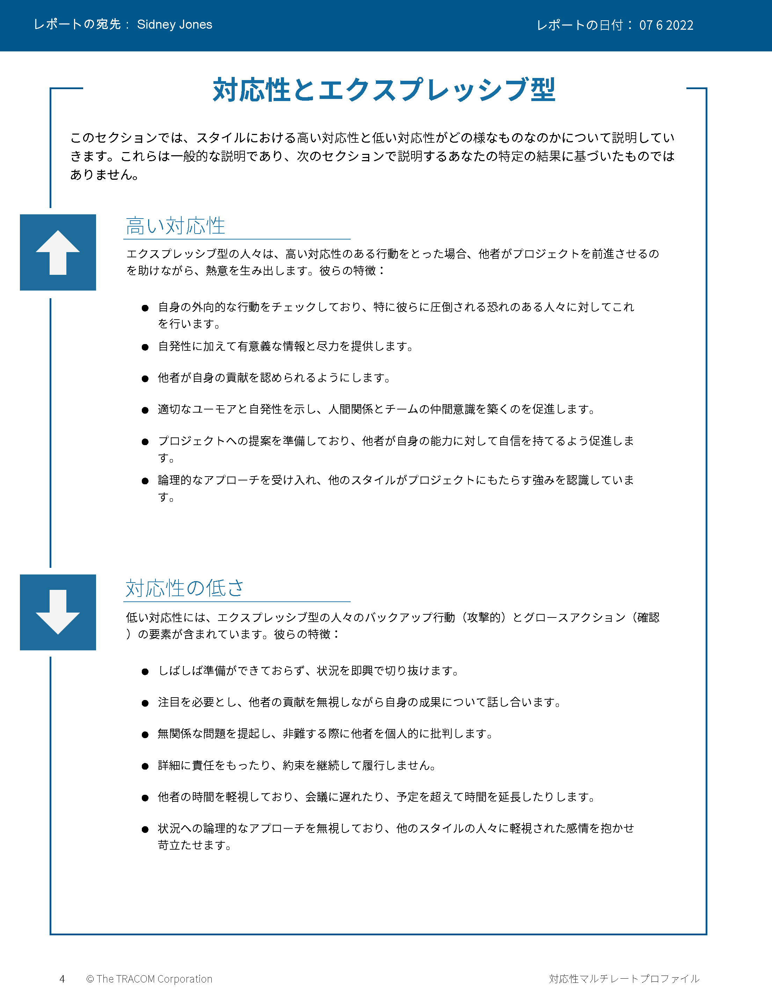 レポートの宛先： Sidney Jones
レポートの日付： 07 6 2022
対応性とエクスプレッシブ型
このセクションでは、スタイルにおける高い対応性と低い対応性がどの様なものなのかについて説明してい
きます。これらは一般的な説明であり、次のセクションで説明するあなたの特定の結果に基づいたものでは
ありません。
高い対応性
エクスプレッシブ型の人々は、高い対応性のある行動をとった場合、他者がプロジェクトを前進させるの
を助けながら、熱意を生み出します。彼らの特徴：
● 自身の外向的な行動をチェックしており、特に彼らに圧倒される恐れのある人々に対してこれ
を行います。
● 自発性に加えて有意義な情報と尽力を提供します。
● 他者が自身の貢献を認められるようにします。
● 適切なユーモアと自発性を示し、人間関係とチームの仲間意識を築くのを促進します。
● プロジェクトへの提案を準備しており、他者が自身の能力に対して自信を持てるよう促進しま
す。
● 論理的なアプローチを受け入れ、他のスタイルがプロジェクトにもたらす強みを認識していま
す。
対応性の低さ
低い対応性には、エクスプレッシブ型の人々のバックアップ行動（攻撃的）とグロースアクション（確認
）の要素が含まれています。彼らの特徴：
● しばしば準備ができておらず、状況を即興で切り抜けます。
● 注目を必要とし、他者の貢献を無視しながら自身の成果について話し合います。
● 無関係な問題を提起し、非難する際に他者を個人的に批判します。
● 詳細に責任をもったり、約束を継続して履行しません。
● 他者の時間を軽視しており、会議に遅れたり、予定を超えて時間を延長したりします。
● 状況への論理的なアプローチを無視しており、他のスタイルの人々に軽視された感情を抱かせ
苛立たせます。
4 © The TRACOM Corporation
対応性マルチレートプロファイル